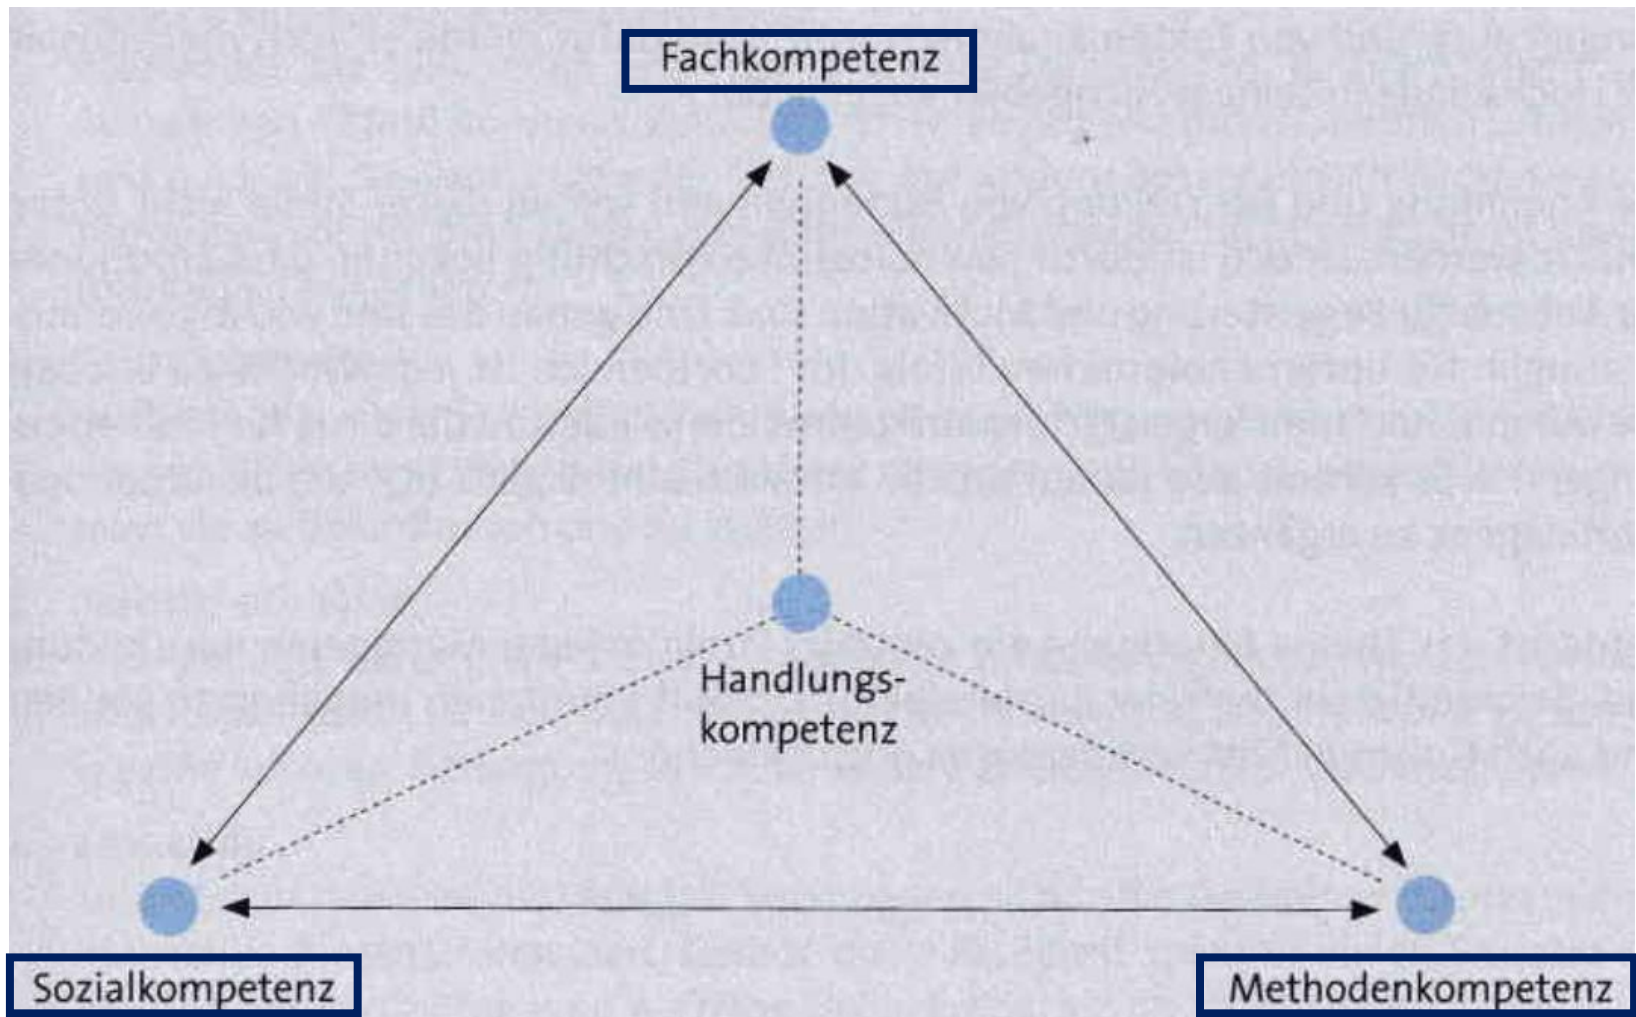 Fachkompetenz
Handlungs-
kompetenz
Sozialkompetenz
Methodenkompetenz